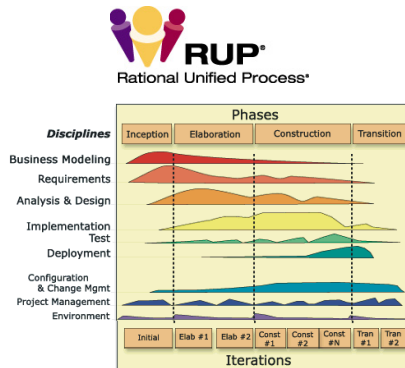 RUP®
Rational Unified Process®
Phases
Disciplines
Inception Elaboration Construction Transition
Business Modeling
Requirements
Analysis & Design
Implementation
Test
Deployment
Configuration
& Change Mgmt
Project Management
Environment
Initial Elab #1 Elab #2 Const #1 Const #2 Const #N Tran #1 Tran #2
Iterations